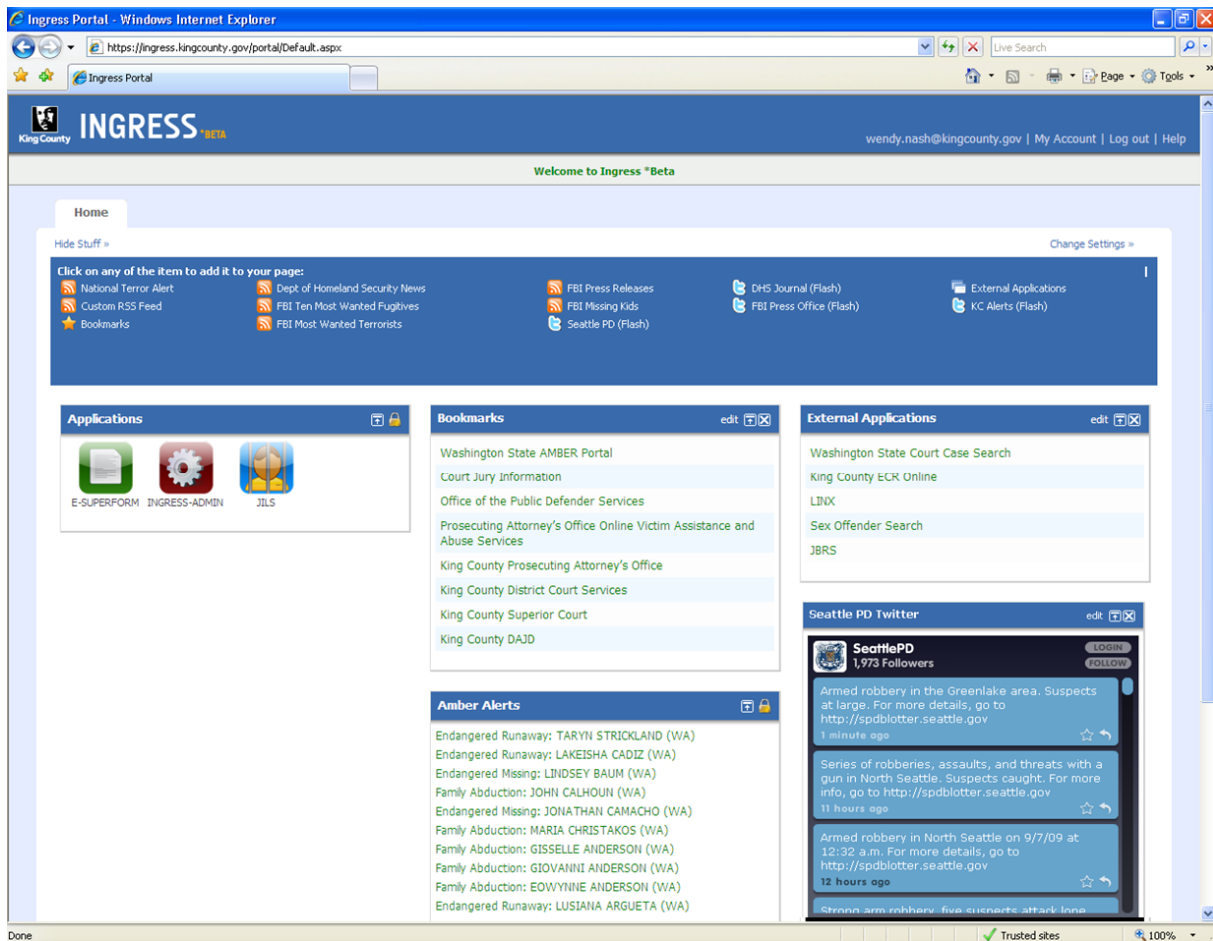 Ingress Portal - Windows Internet Explorer
https://ingress.kingcounty.gov/portal/Default.aspx
Live Search
Ingress Portal
Page
Tools
King County
INGRESS *BETA
wendy.nash@kingcounty.gov | My Account | Log out | Help
Welcome to Ingress *Beta
Home
Hide Stuff »
Change Settings »
Click on any of the item to add it to your page:
National Terror Alert
Dept of Homeland Security News
FBI Press Releases
DHS Journal (Flash)
External Applications
Custom RSS Feed
FBI Ten Most Wanted Fugitives
FBI Missing Kids
FBI Press Office (Flash)
KC Alerts (Flash)
Bookmarks
FBI Most Wanted Terrorists
Seattle PD (Flash)
Applications
E-SUPERFORM
INGRESS-ADMIN
JILS
Bookmarks
edit
Washington State AMBER Portal
Court Jury Information
Office of the Public Defender Services
Prosecuting Attorney's Office Online Victim Assistance and
Abuse Services
King County Prosecuting Attorney's Office
King County District Court Services
King County Superior Court
King County DAJD
Amber Alerts
Endangered Runaway: TARYN STRICKLAND (WA)
Endangered Runaway: LAKEISHA CADIZ (WA)
Endangered Missing: LINDSEY BAUM (WA)
Family Abduction: JOHN CALHOUN (WA)
Endangered Missing: JONATHAN CAMACHO (WA)
Family Abduction: MARIA CHRISTAKOS (WA)
Family Abduction: GISSELLE ANDERSON (WA)
Family Abduction: GIOVANNI ANDERSON (WA)
Family Abduction: EOWYNNE ANDERSON (WA)
Endangered Runaway: LUSIANA ARGUETA (WA)
External Applications
edit
Washington State Court Case Search
King County ECR Online
LINX
Sex Offender Search
JBRS
Seattle PD Twitter
edit
SeattlePD
1,973 Followers
LOGIN
FOLLOW
Armed robbery in the Greenlake area. Suspects
at large. For more details, go to
http://spdblotter.seattle.gov
1 minute ago
Series of robberies, assaults, and threats with a
gun in North Seattle. Suspects caught. For more
info, go to http://spdblotter.seattle.gov
11 hours ago
Armed robbery in North Seattle on 9/7/09 at
12:32 a.m. For more details, go to
http://spdblotter.seattle.gov
12 hours ago
Strong arm robbery, five suspects attack lone
Done
Trusted sites
100%